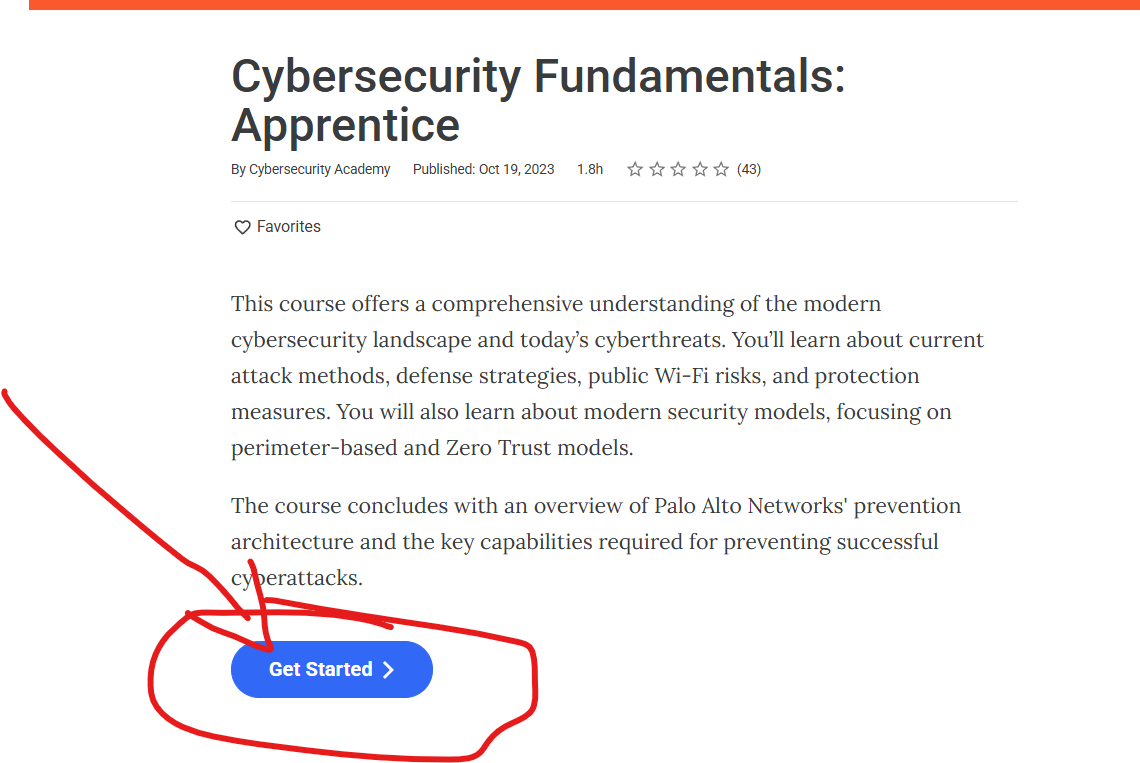 Cybersecurity Fundamentals:
Apprentice
By Cybersecurity Academy Published: Oct 19, 2023 1.8h (43)
Favorites
This course offers a comprehensive understanding of the modern
cybersecurity landscape and today’s cyberthreats. You’ll learn about current
attack methods, defense strategies, public Wi-Fi risks, and protection
measures. You will also learn about modern security models, focusing on
perimeter-based and Zero Trust models.
The course concludes with an overview of Palo Alto Networks' prevention
architecture and the key capabilities required for preventing successful
cyberattacks.
Get Started